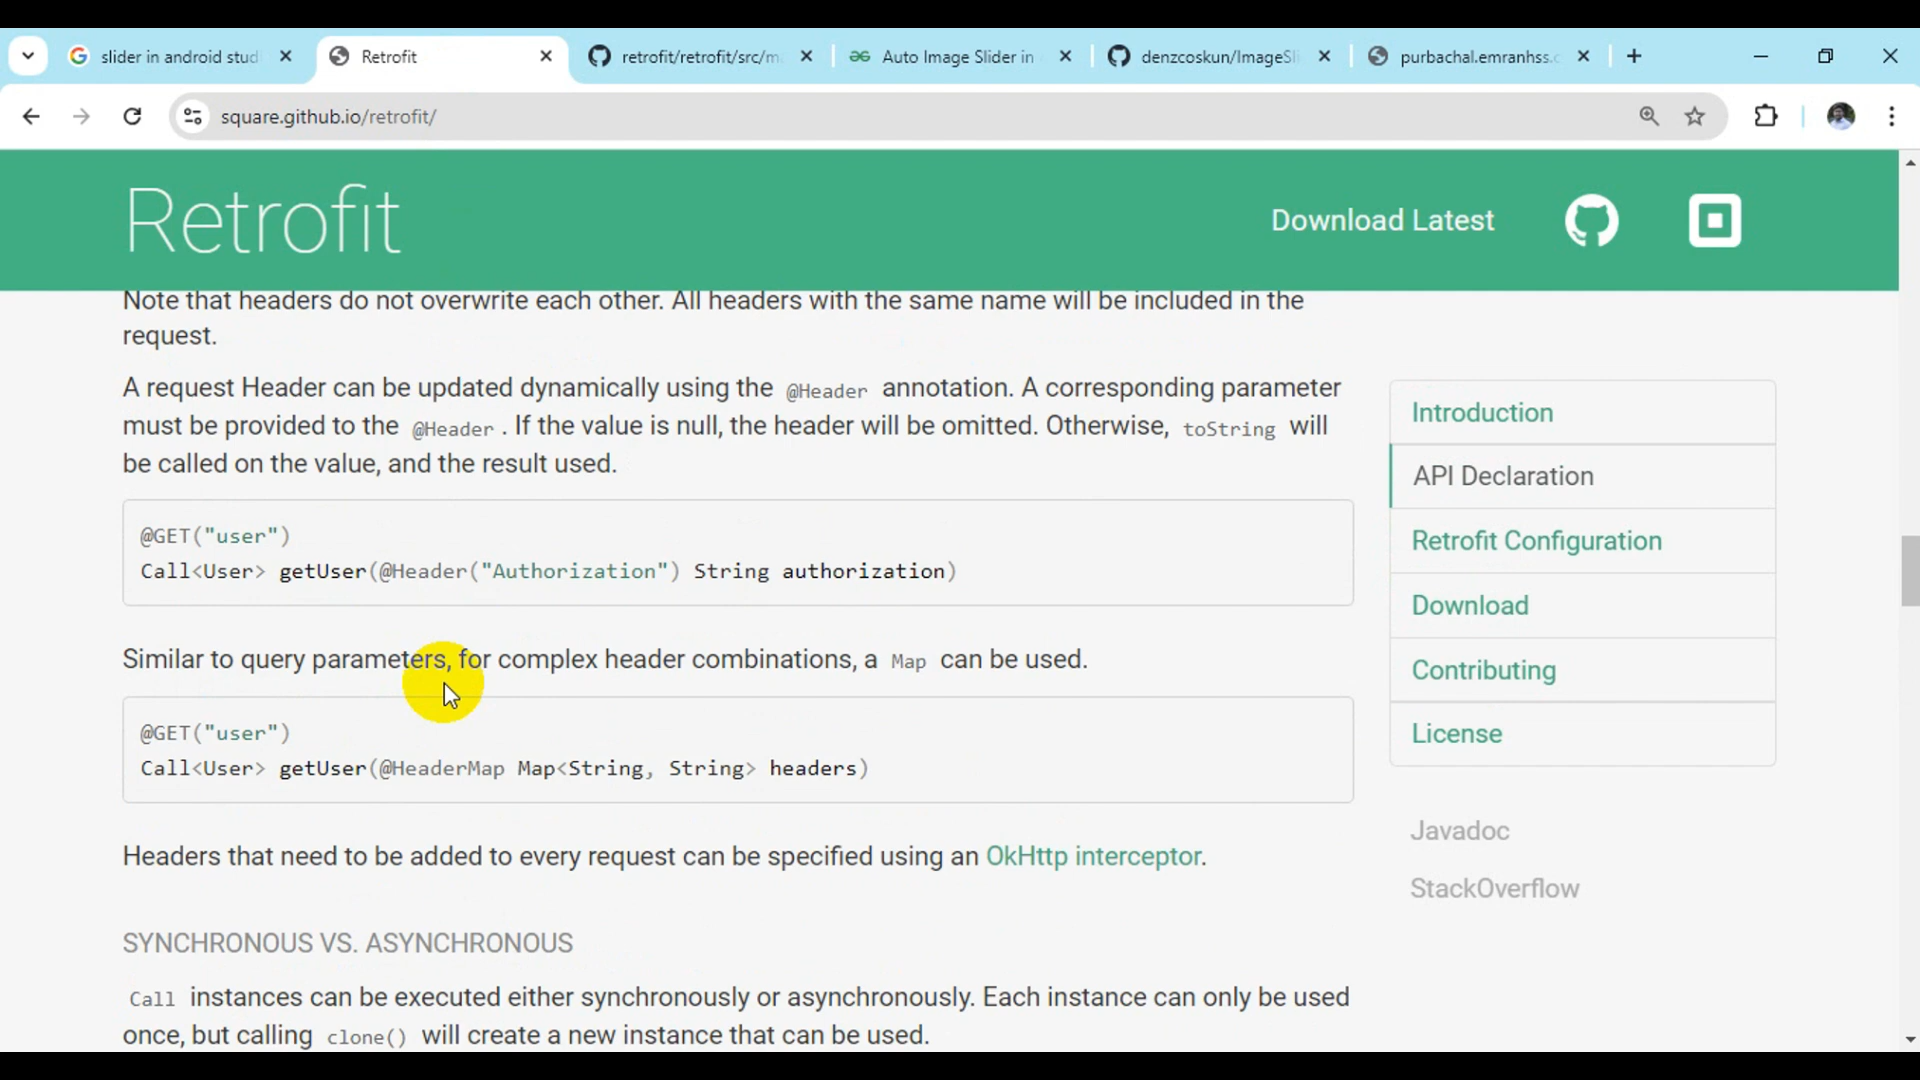 slider in android stud
Retrofit
retrofit/retrofit/src/m
Auto Image Slider in
denzcoskun/ImageSli
purbachal.emranhss.c
square.github.io/retrofit/
Retrofit
Download Latest
Note that headers do not overwrite each other. All headers with the same name will be included in the
request.
A request Header can be updated dynamically using the @Header annotation. A corresponding parameter
must be provided to the @Header . If the value is null, the header will be omitted. Otherwise, toString will
be called on the value, and the result used.
@GET("user")
Call<User> getUser(@Header("Authorization") String authorization)
Similar to query parameters, for complex header combinations, a Map can be used.
@GET("user")
Call<User> getUser(@HeaderMap Map<String, String> headers)
Headers that need to be added to every request can be specified using an OkHttp interceptor.
SYNCHRONOUS VS. ASYNCHRONOUS
Call instances can be executed either synchronously or asynchronously. Each instance can only be used
once, but calling clone() will create a new instance that can be used.
Introduction
API Declaration
Retrofit Configuration
Download
Contributing
License
Javadoc
StackOverflow